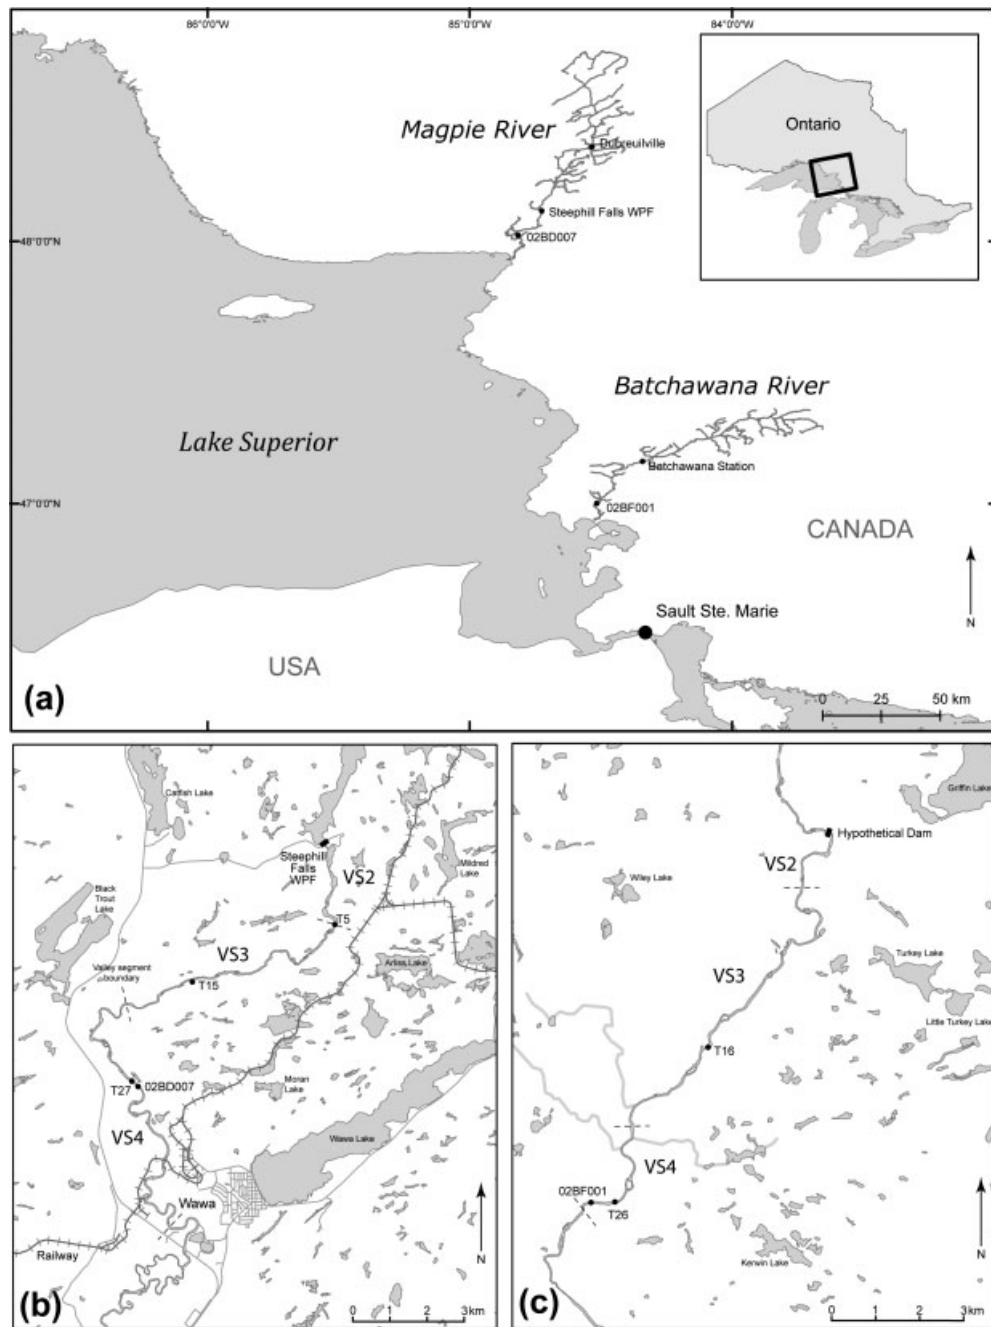 86°0'0"W
85°0'0"W
84°0'0"W
Magpie River
Dubreuilville
Steephill Falls WPF
02BD007
48°0'0"N
Ontario
Batchawana River
Lake Superior
Batchawana Station
47°0'0"N
02BF001
CANADA
Sault Ste. Marie
N
USA
0 25 50 km
(a)
Catfish Lake
Steephill
Falls
WPF
VS2
Mildred
Lake
Black
Trout
Lake
T5
VS3
Valley segment
boundary
Arliss Lake
T15
T27
02BD007
Moran
Lake
VS4
Wawa Lake
Wawa
Railway
N
(b)
0 1 2 3km
Griffin Lake
Hypothetical Dam
VS2
Wiley Lake
VS3
Turkey Lake
Little Turkey Lake
T16
VS4
02BF001
T26
Kerwin Lake
N
(c)
0 1 2 3 km